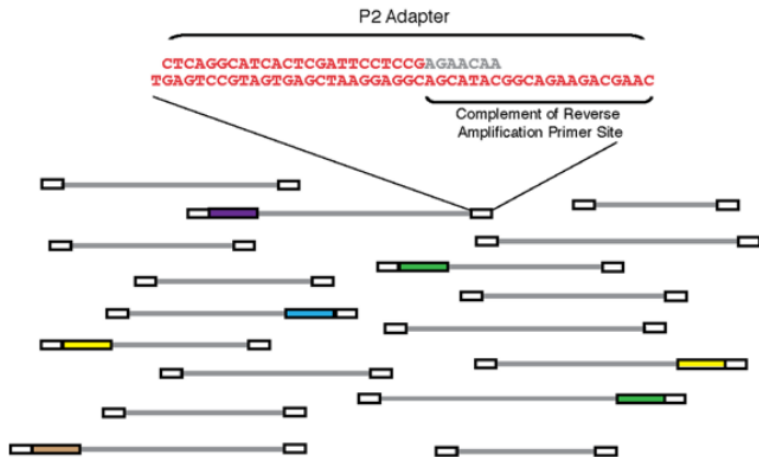 P2 Adapter
CTCAGGCATCACTCGATTCCTCCGAGAACAA
TGAGTCCGTAGTGAGCTAAGGAGGCAGCATACGGCAGAAGACGAAC
Complement of Reverse
Amplification Primer Site